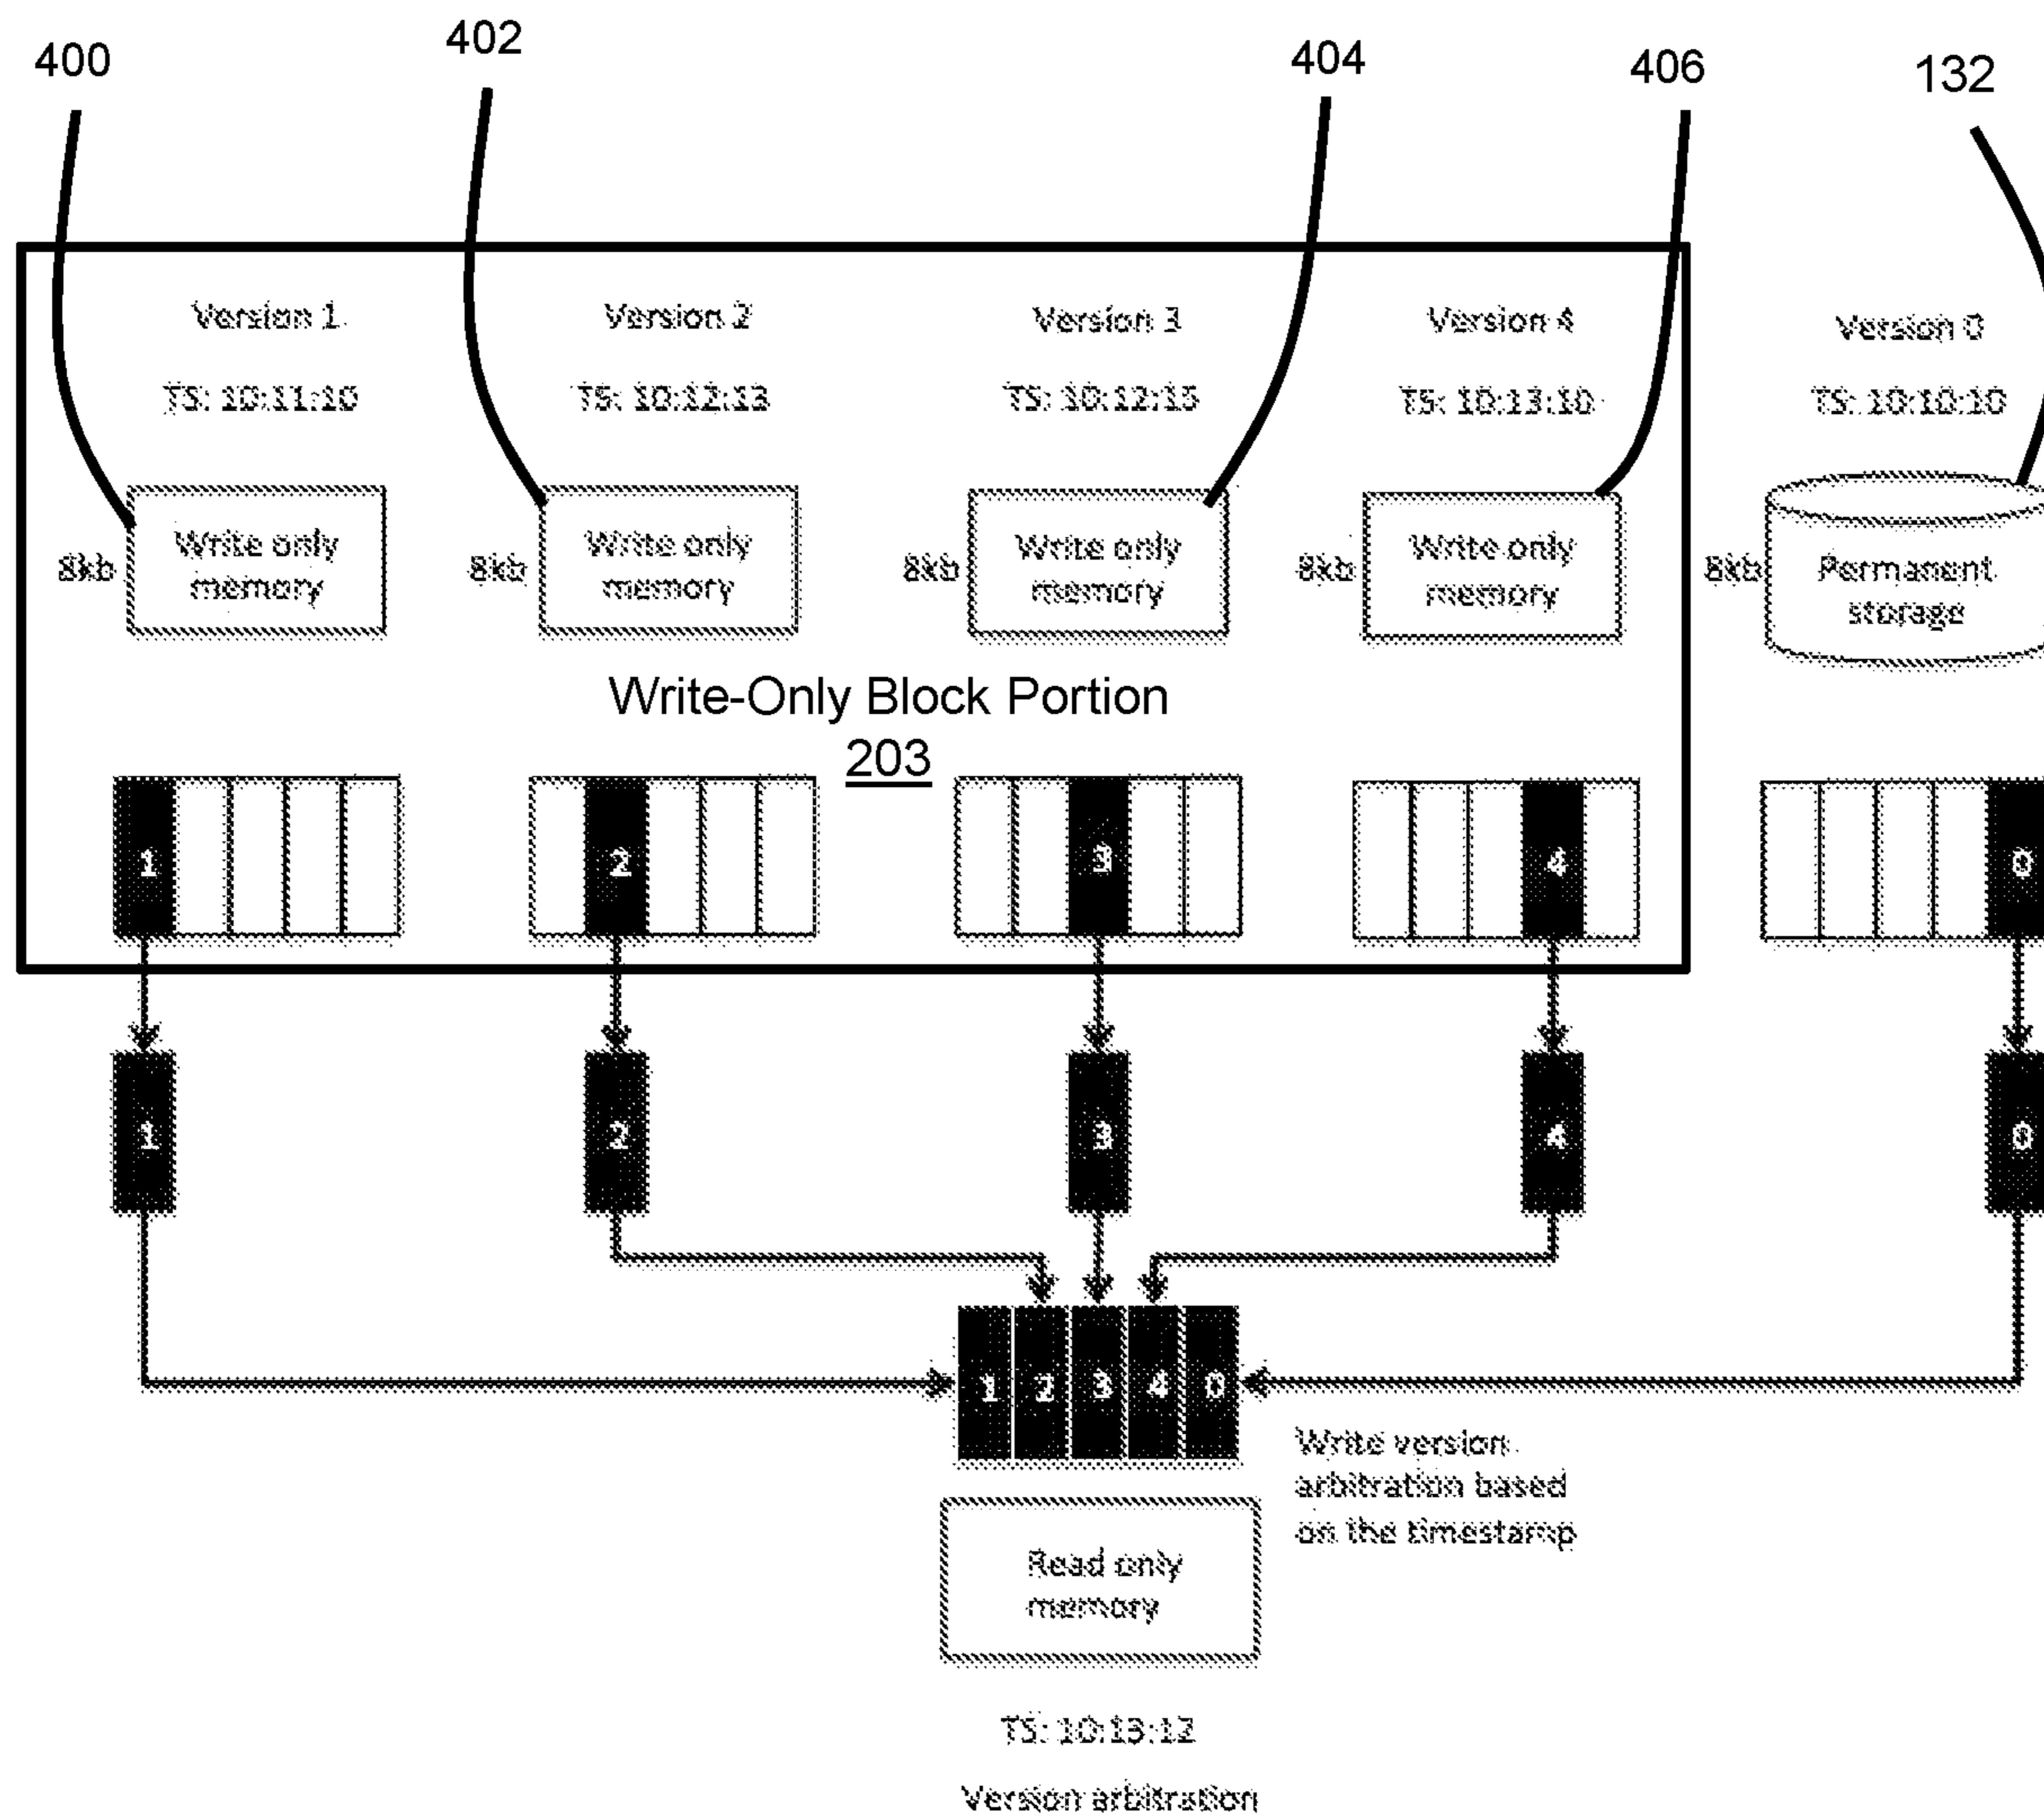 400
402
404
406
132
Version 1
Version 2
Version 3
Version 4
Version 0
TS: 10:11:10
TS: 10:12:13
TS: 10:12:15
TS: 10:13:10
TS: 10:10:10
8kb
Write only
memory
8kb
Write only
memory
8kb
Write only
memory
8kb
Write only
memory
8kb
Permanent
storage
Write-Only Block Portion
203
1
2
3
4
0
1
2
3
4
0
1 2 3 4 0
Write version
arbitration based
on the timestamp
Read only
memory
TS: 10:13:12
Version arbitration